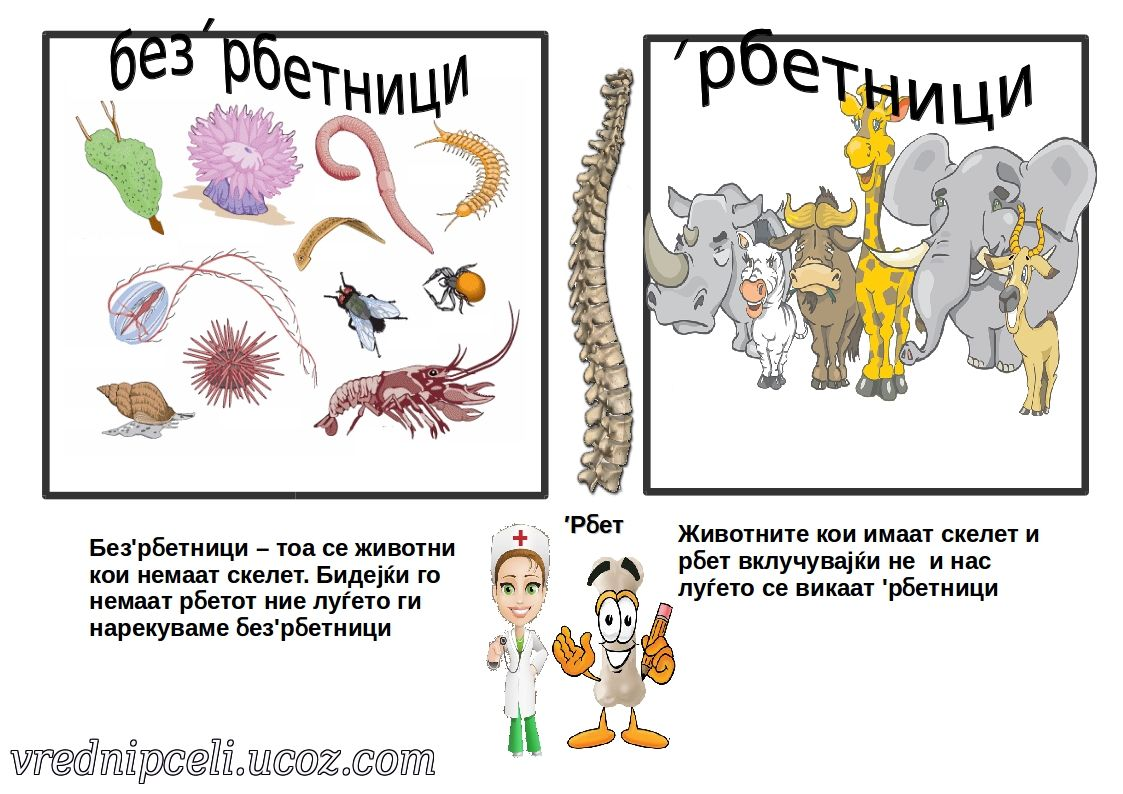 без´рбетници
´рбетници
′Рбет
Без'рбетници – тоа се животни
кои немаат скелет. Бидејќи го
немаат рбетот ние луѓето ги
нарекуваме без'рбетници
Животните кои имаат скелет и
рбет вклучувајќи не  и нас
луѓето се викаат 'рбетници
vrednipceli.ucoz.com